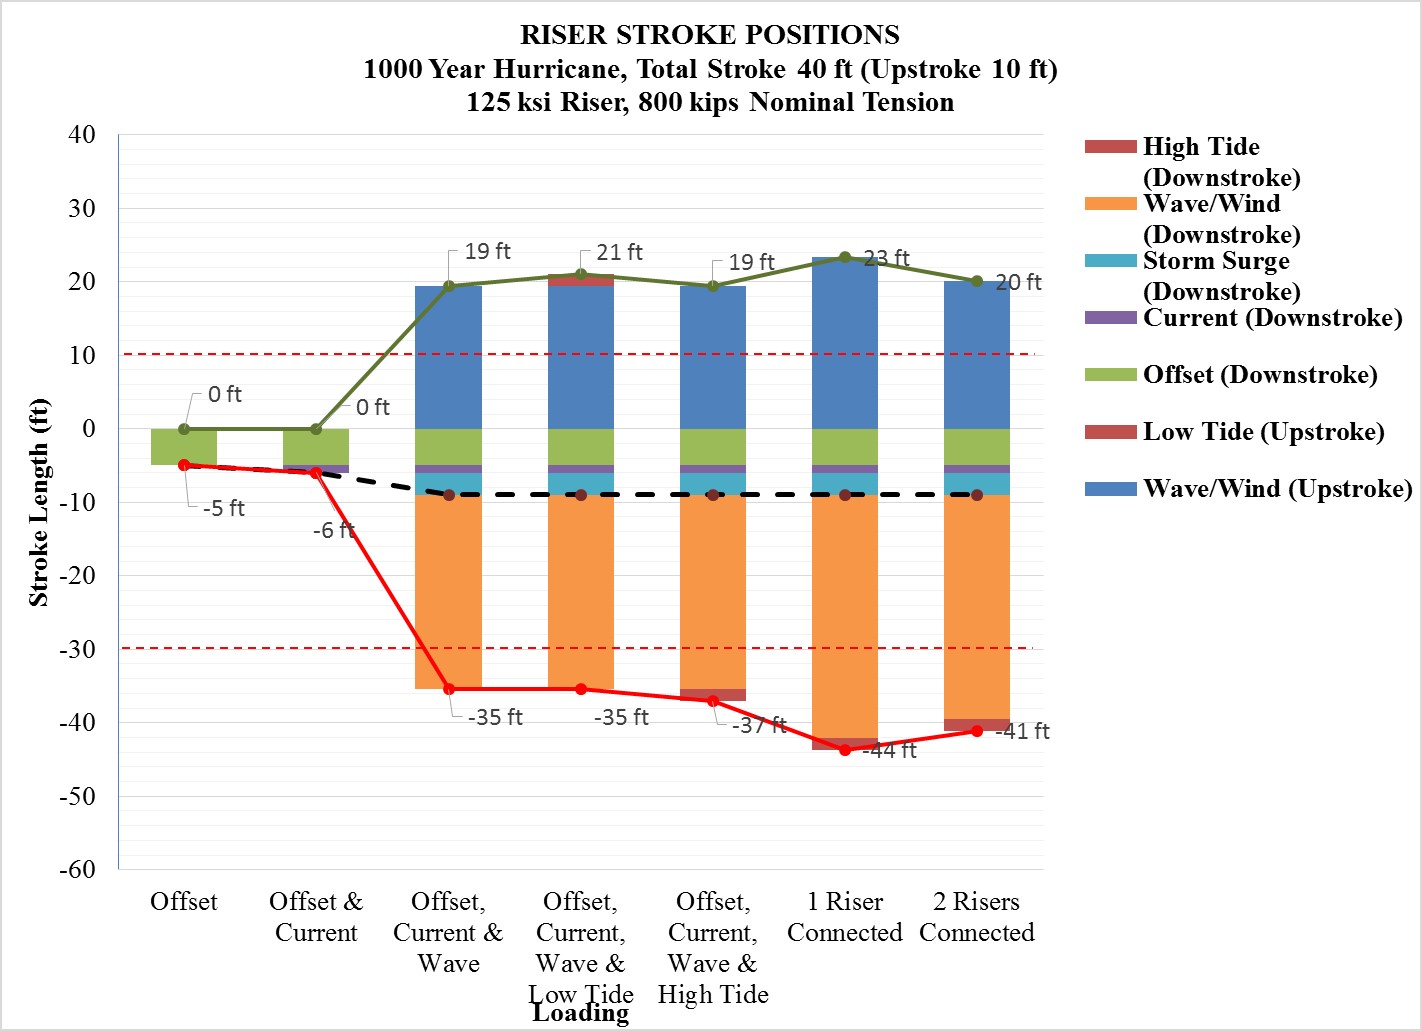 RISER STROKE POSITIONS
1000 Year Hurricane, Total Stroke 40 ft (Upstroke 10 ft)
125 ksi Riser, 800 kips Nominal Tension
Stroke Length (ft)
40
30
20
10
0
-10
-20
-30
-40
-50
-60
0 ft
0 ft
19 ft
21 ft
19 ft
23 ft
20 ft
-5 ft
-6 ft
-35 ft
-35 ft
-37 ft
-44 ft
-41 ft
Offset
Offset &
Current
Offset,
Current &
Wave
Offset,
Current,
Wave &
Low Tide
Offset,
Current,
Wave &
High Tide
1 Riser
Connected
2 Risers
Connected
Loading
High Tide
(Downstroke)
Wave/Wind
(Downstroke)
Storm Surge
(Downstroke)
Current (Downstroke)
Offset (Downstroke)
Low Tide (Upstroke)
Wave/Wind (Upstroke)